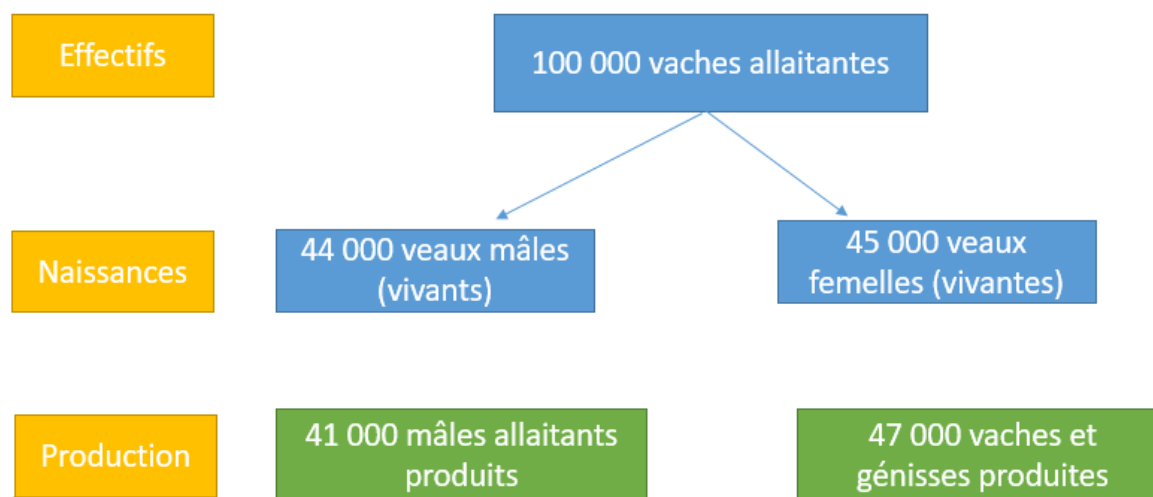 Effectifs
100 000 vaches allaitantes
Naissances
44 000 veaux mâles
(vivants)
45 000 veaux
femelles (vivantes)
Production
41 000 mâles allaitants
produits
47 000 vaches et
génisses produites